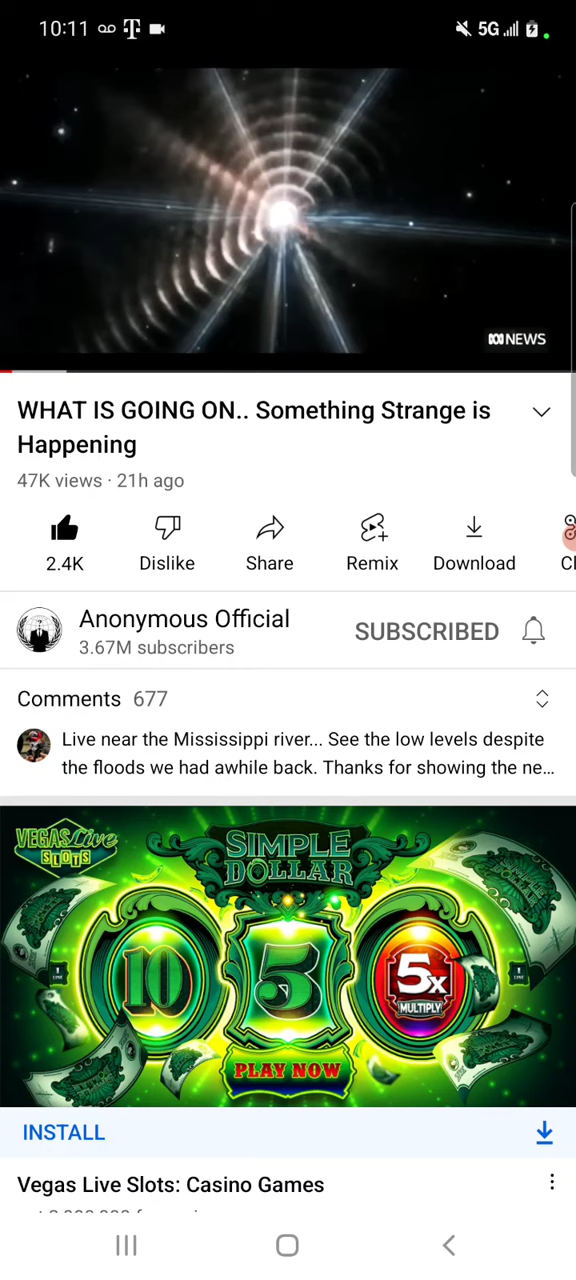 10:11
5G
NEWS
WHAT IS GOING ON.. Something Strange is
Happening
47K views · 21h ago
2.4K Dislike Share Remix Download Cl
Anonymous Official
3.67M subscribers
SUBSCRIBED
Comments 677
Live near the Mississippi river... See the low levels despite
the floods we had awhile back. Thanks for showing the ne...
VEGAS Live
SLOTS
SIMPLE
DOLLAR
10 5 5x
MULTIPLY
PLAY NOW
INSTALL
Vegas Live Slots: Casino Games